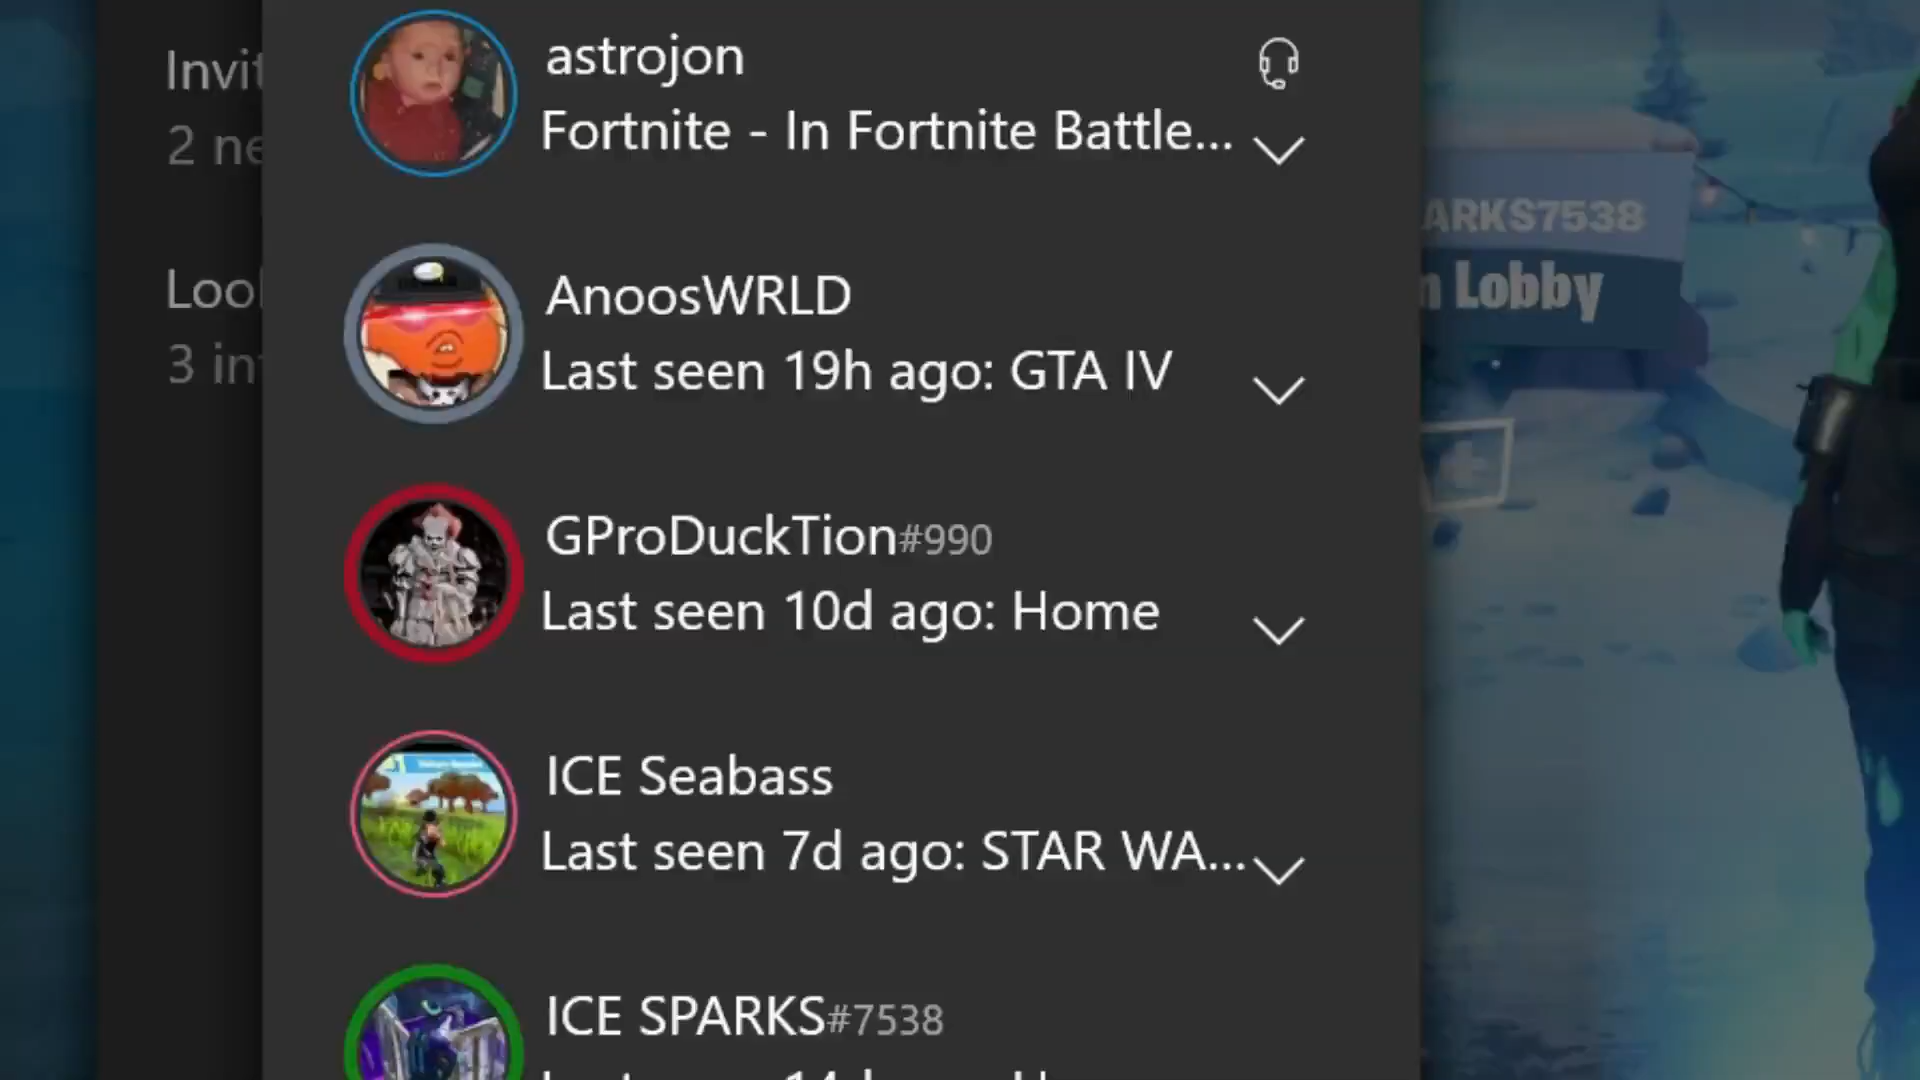 Invit
2 ne
Lool
3 in
astrojon
Fortnite - In Fortnite Battle...
AnoosWRLD
Last seen 19h ago: GTA IV
GProDuckTion#990
Last seen 10d ago: Home
ICE Seabass
Last seen 7d ago: STAR WA...
ICE SPARKS#7538
ARKS7538
n Lobby